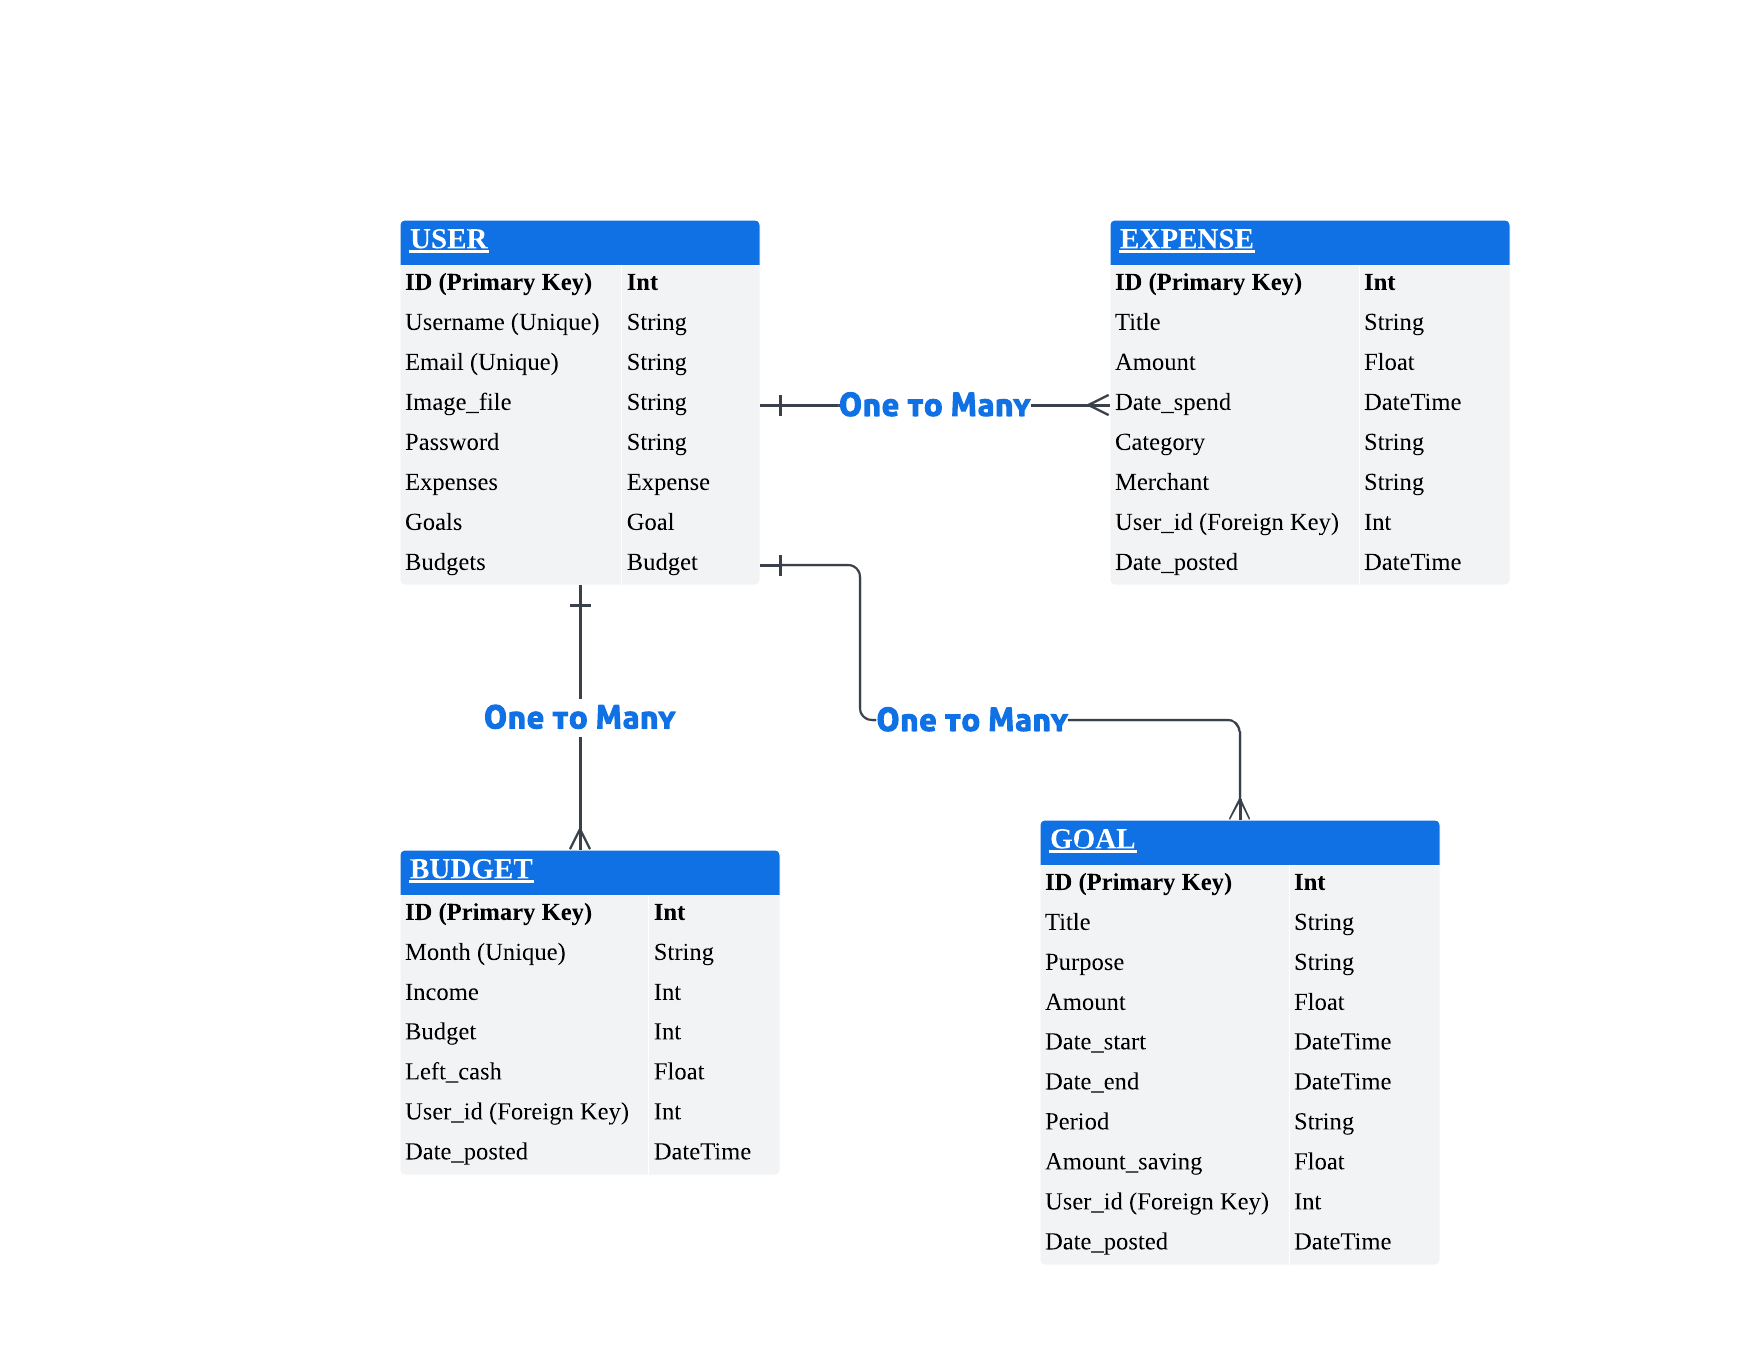 USER
ID (Primary Key) Int
Username (Unique) String
Email (Unique) String
Image_file String
Password String
Expenses Expense
Goals Goal
Budgets Budget
One to Many
EXPENSE
ID (Primary Key) Int
Title String
Amount Float
Date_spend DateTime
Category String
Merchant String
User_id (Foreign Key) Int
Date_posted DateTime
One to Many
One to Many
BUDGET
ID (Primary Key) Int
Month (Unique) String
Income Int
Budget Int
Left_cash Float
User_id (Foreign Key) Int
Date_posted DateTime
GOAL
ID (Primary Key) Int
Title String
Purpose String
Amount Float
Date_start DateTime
Date_end DateTime
Period String
Amount_saving Float
User_id (Foreign Key) Int
Date_posted DateTime